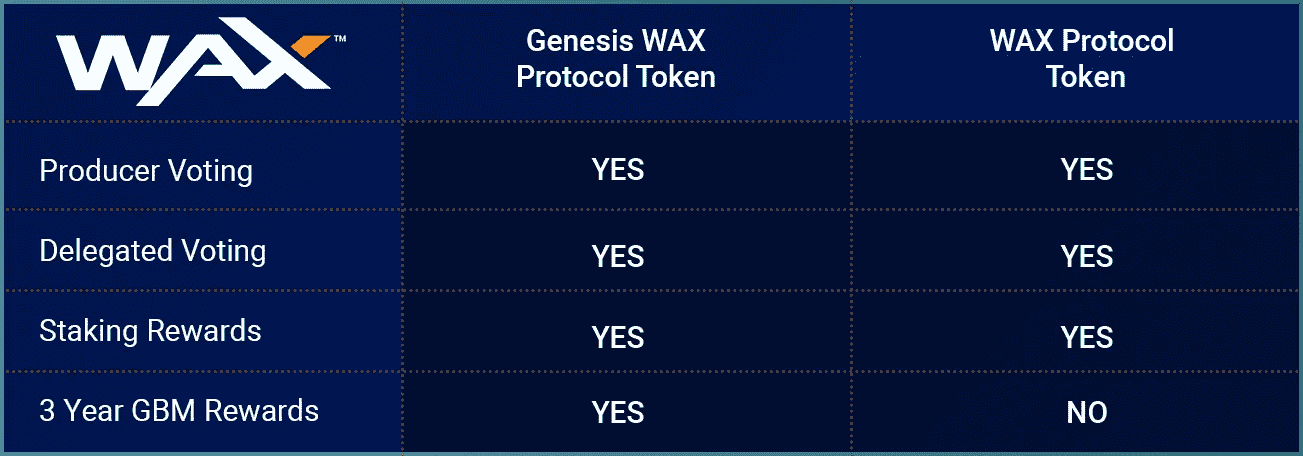 WAX™
Genesis WAX
Protocol Token
WAX Protocol
Token
Producer Voting
YES
YES
Delegated Voting
YES
YES
Staking Rewards
YES
YES
3 Year GBM Rewards
YES
NO